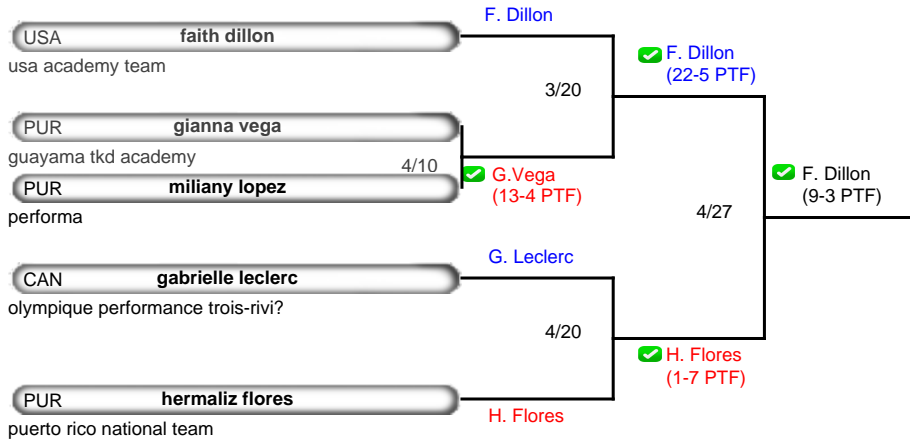 F. Dillon
USA faith dillon
usa academy team
F. Dillon
(22-5 PTF)
3/20
PUR gianna vega
guayama tkd academy
4/10
G.Vega
(13-4 PTF)
PUR miliany lopez
performa
F. Dillon
(9-3 PTF)
4/27
G. Leclerc
CAN gabrielle leclerc
olympique performance trois-rivi?
4/20
H. Flores
(1-7 PTF)
PUR hermaliz flores
H. Flores
puerto rico national team